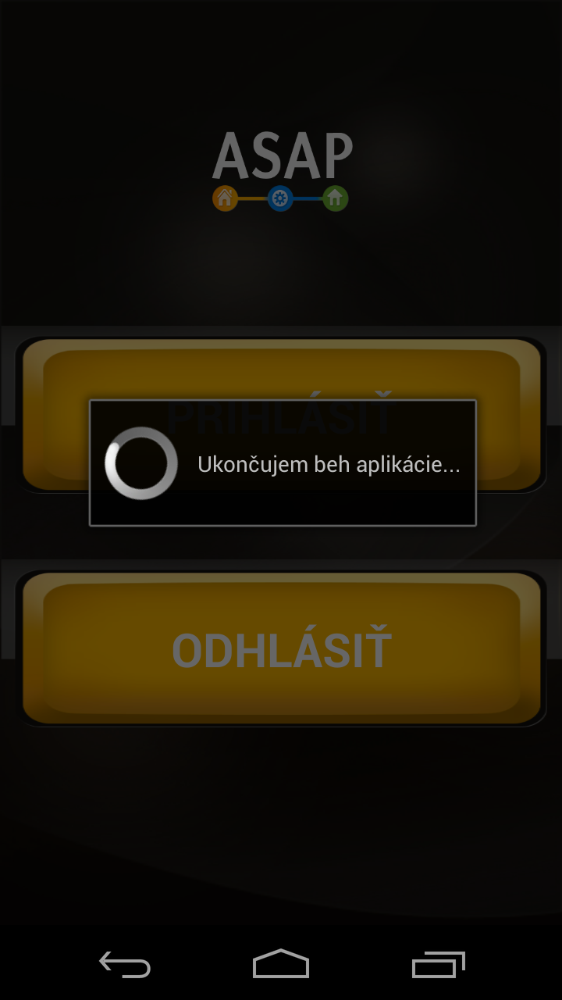 ASAP
PRIHLÁSIŤ
Ukončujem beh aplikácie...
ODHLÁSIŤ